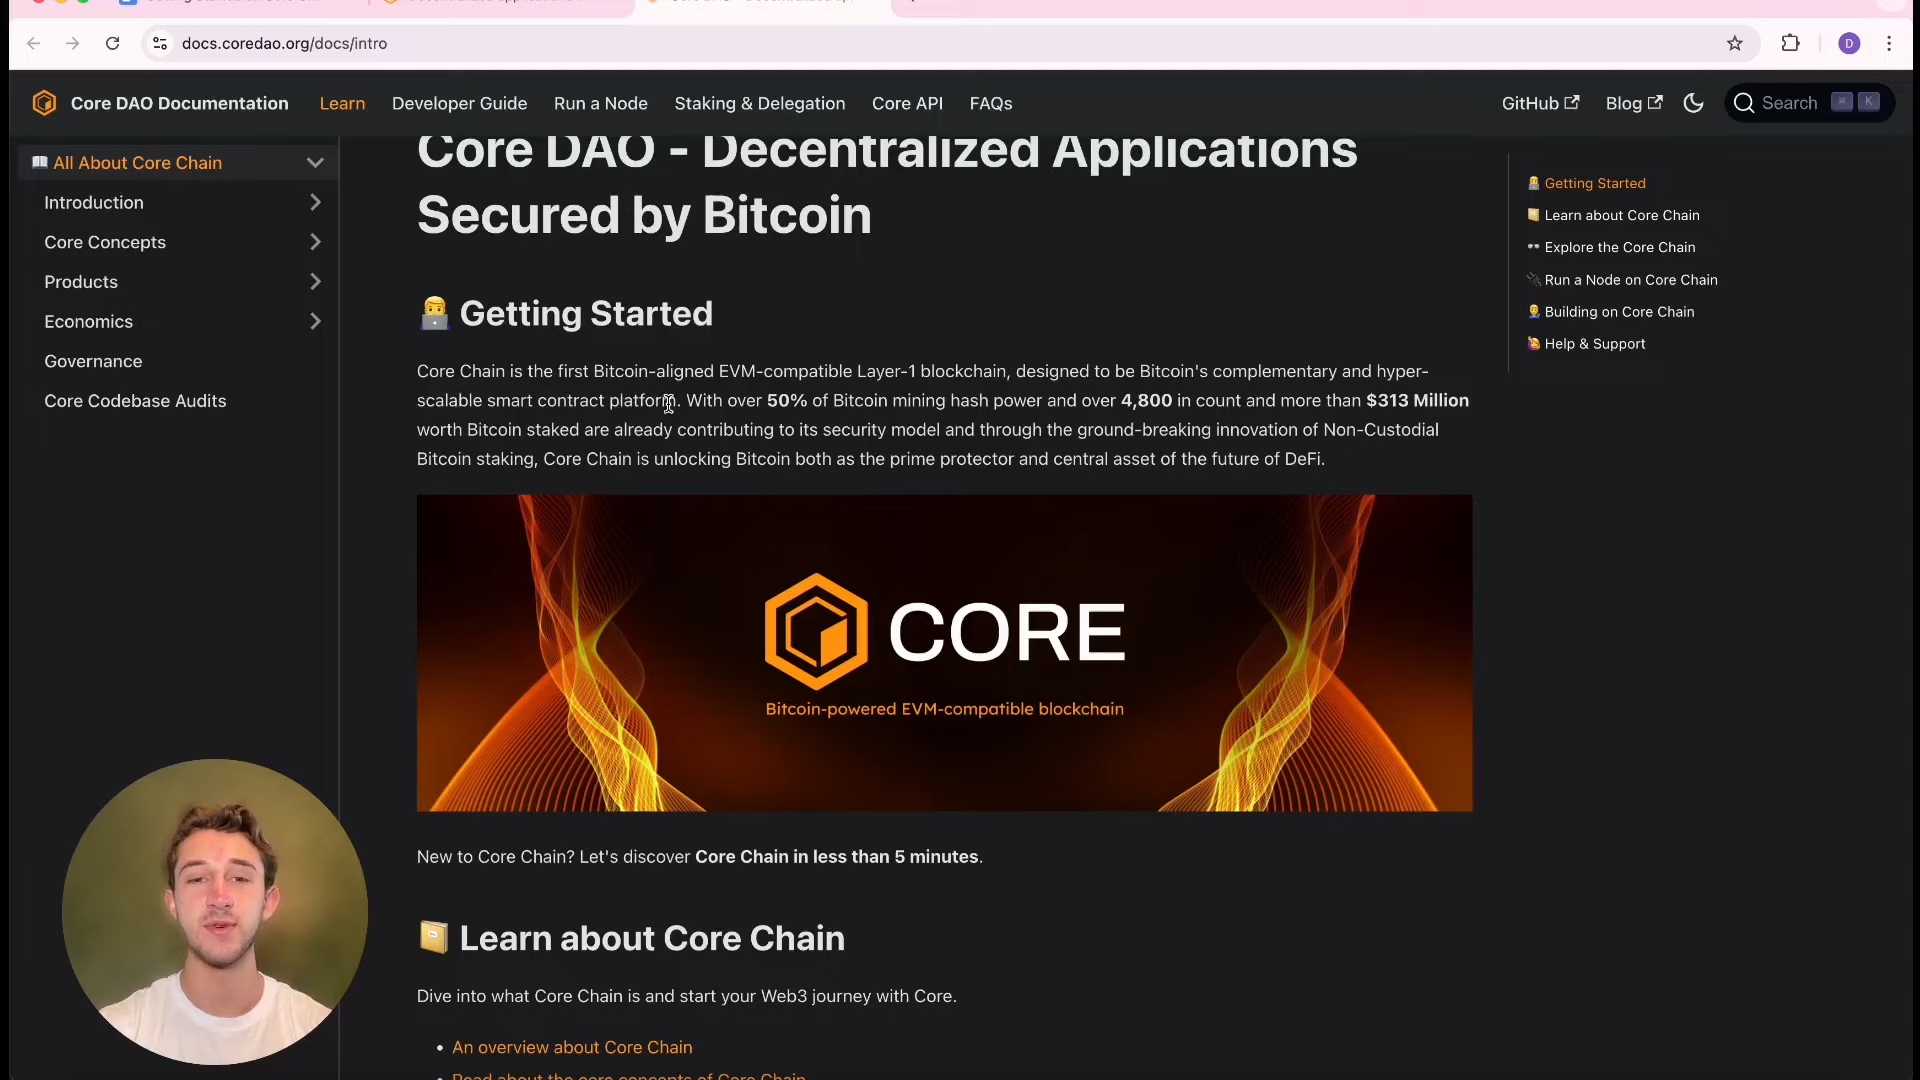 docs.coredao.org/docs/intro
D
Core DAO Documentation
Learn
Developer Guide
Run a Node
Staking & Delegation
Core API
FAQs
GitHub
Blog
Search
⌘ K
All About Core Chain
Introduction
Core Concepts
Products
Economics
Governance
Core Codebase Audits
Core DAO - Decentralized Applications
Secured by Bitcoin
Getting Started
Core Chain is the first Bitcoin-aligned EVM-compatible Layer-1 blockchain, designed to be Bitcoin's complementary and hyper-
scalable smart contract platform. With over 50% of Bitcoin mining hash power and over 4,800 in count and more than $313 Million
worth Bitcoin staked are already contributing to its security model and through the ground-breaking innovation of Non-Custodial
Bitcoin staking, Core Chain is unlocking Bitcoin both as the prime protector and central asset of the future of DeFi.
CORE
Bitcoin-powered EVM-compatible blockchain
New to Core Chain? Let's discover Core Chain in less than 5 minutes.
Learn about Core Chain
Dive into what Core Chain is and start your Web3 journey with Core.
• An overview about Core Chain
• Read about the core concepts of Core Chain
Getting Started
Learn about Core Chain
Explore the Core Chain
Run a Node on Core Chain
Building on Core Chain
Help & Support